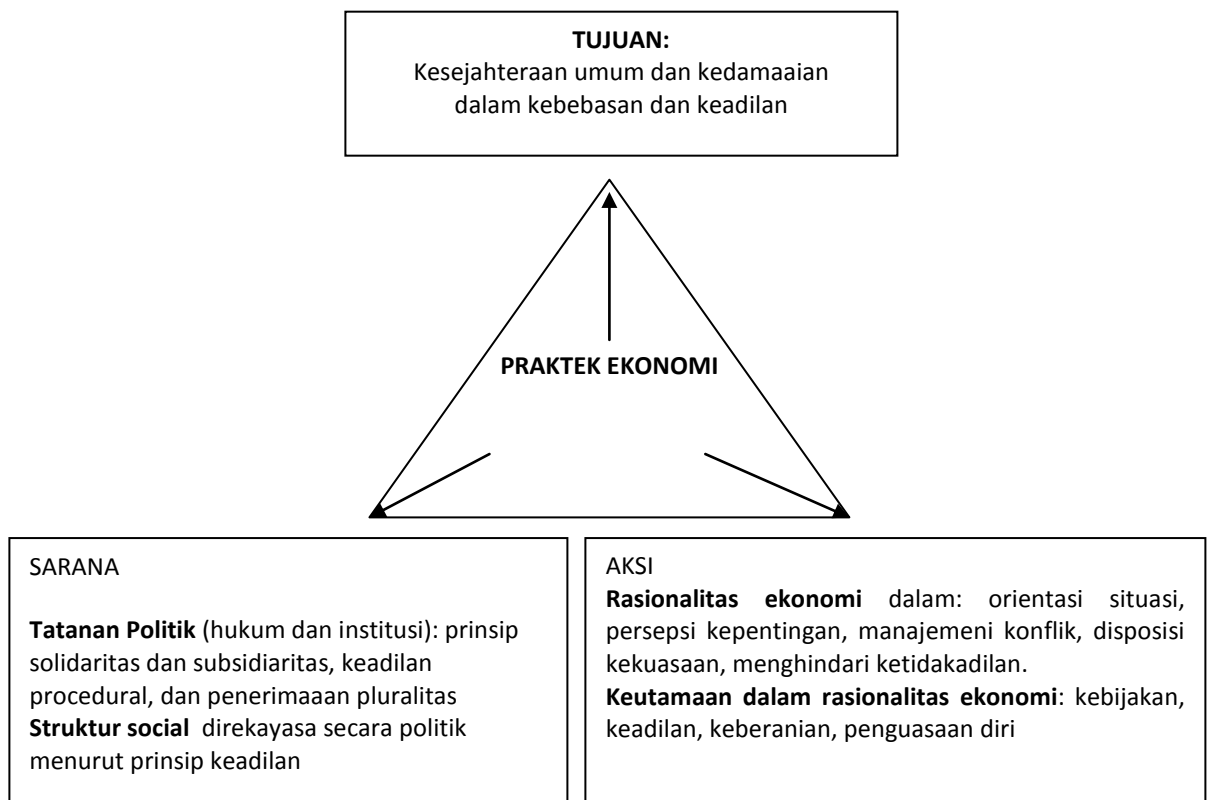 TUJUAN:
Kesejahteraan umum dan kedamaaian
dalam kebebasan dan keadilan
PRAKTEK EKONOMI
SARANA
Tatanan Politik (hukum dan institusi): prinsip
solidaritas dan subsidiaritas, keadilan
procedural, dan penerimaaan pluralitas
Struktur social direkayasa secara politik
menurut prinsip keadilan
AKSI
Rasionalitas ekonomi dalam: orientasi situasi,
persepsi kepentingan, manajemeni konflik, disposisi
kekuasaan, menghindari ketidakadilan.
Keutamaan dalam rasionalitas ekonomi: kebijakan,
keadilan, keberanian, penguasaan diri